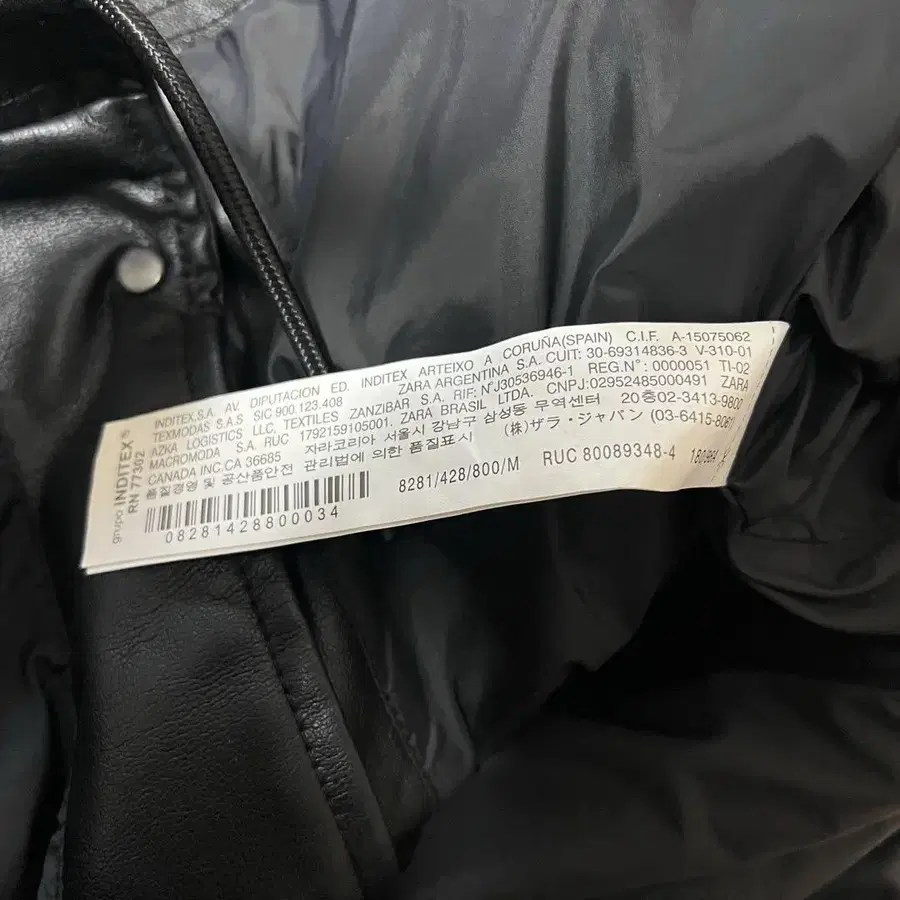 grupo INDITEX®
RN 77302
INDITEX,S.A. AV. DIPUTACION ED. INDITEX ARTEIXO A CORUÑA(SPAIN) C.I.F. A-15075062
TEXMODAS S.A.S SIC 900.123.408 ZARA ARGENTINA S.A. CUIT: 30-69314836-3 V-310-01
AZKA LOGISTICS LLC, TEXTILES ZANZIBAR S.A. RIF: N°J30536946-1 REG.N°: 0000051 TI-02
MACROMODA S.A. RUC 1792159105001. ZARA BRASIL LTDA. CNPJ:02952485000491 ZARA
CANADA INC.CA 36685 자라코리아 서울시 강남구 삼성동 무역센터 20층02-3413-9800
품질경영 및 공산품안전 관리법에 의한 품질표시 (株)ザラ・ジャパン (03-6415-8061)
8281/428/800/M RUC 80089348-4
08281428800034